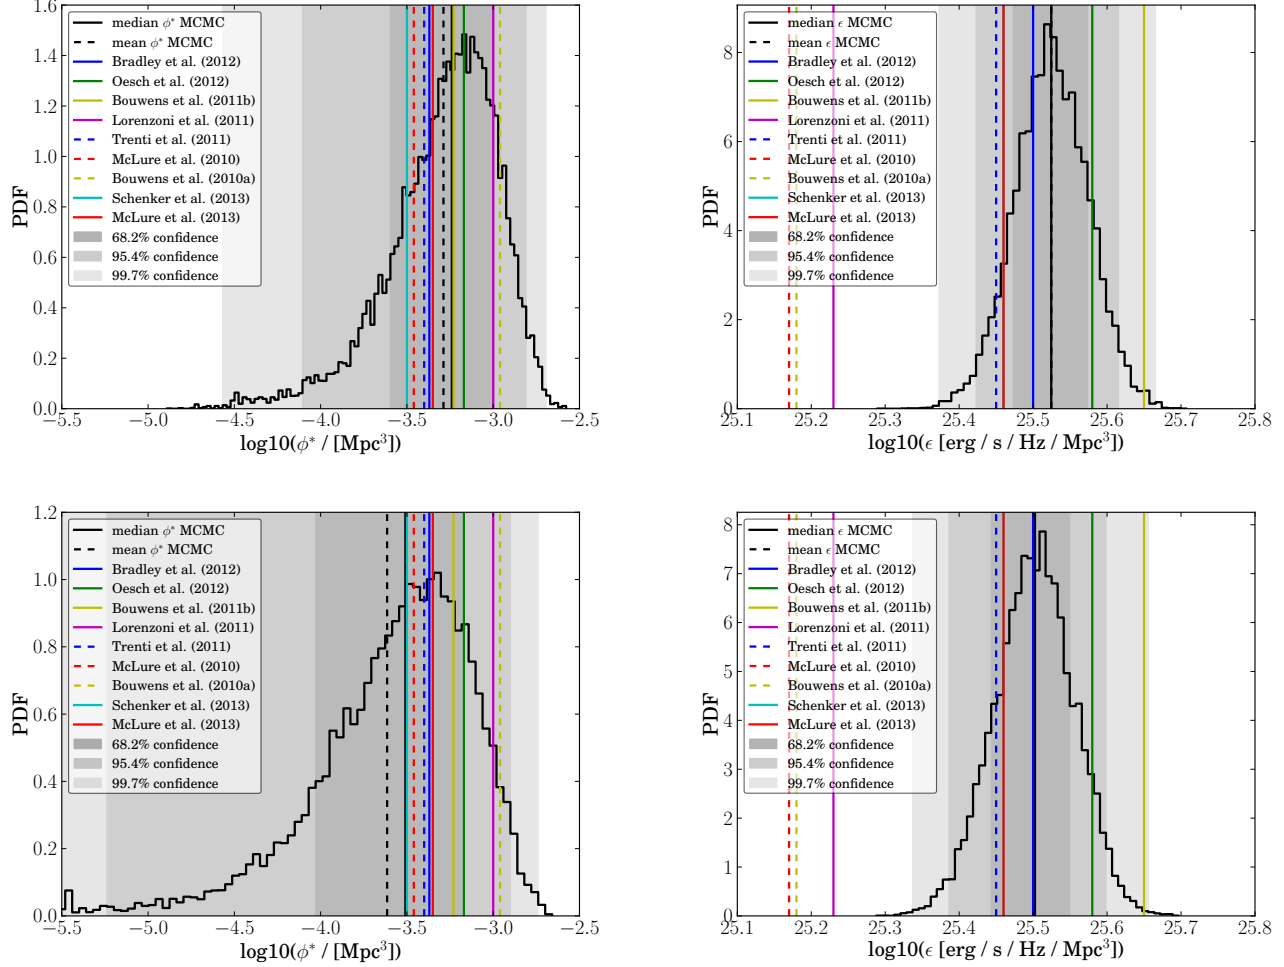 1.6
1.4
1.2
1.0
0.8
0.6
0.4
0.2
0.0
PDF
median ϕ* MCMC
mean ϕ* MCMC
Bradley et al. (2012)
Oesch et al. (2012)
Bouwens et al. (2011b)
Lorenzoni et al. (2011)
Trenti et al. (2011)
McLure et al. (2010)
Bouwens et al. (2010a)
Schenker et al. (2013)
McLure et al. (2013)
68.2% confidence
95.4% confidence
99.7% confidence
−5.5 −5.0 −4.5 −4.0 −3.5 −3.0 −2.5
log10(ϕ* / [Mpc³])
8
6
4
2
0
PDF
median ϵ MCMC
mean ϵ MCMC
Bradley et al. (2012)
Oesch et al. (2012)
Bouwens et al. (2011b)
Lorenzoni et al. (2011)
Trenti et al. (2011)
McLure et al. (2010)
Bouwens et al. (2010a)
Schenker et al. (2013)
McLure et al. (2013)
68.2% confidence
95.4% confidence
99.7% confidence
25.1 25.2 25.3 25.4 25.5 25.6 25.7 25.8
log10(ϵ [erg / s / Hz / Mpc³])
1.2
1.0
0.8
0.6
0.4
0.2
0.0
PDF
median ϕ* MCMC
mean ϕ* MCMC
Bradley et al. (2012)
Oesch et al. (2012)
Bouwens et al. (2011b)
Lorenzoni et al. (2011)
Trenti et al. (2011)
McLure et al. (2010)
Bouwens et al. (2010a)
Schenker et al. (2013)
McLure et al. (2013)
68.2% confidence
95.4% confidence
99.7% confidence
−5.5 −5.0 −4.5 −4.0 −3.5 −3.0 −2.5
log10(ϕ* / [Mpc³])
8
7
6
5
4
3
2
1
0
PDF
median ϵ MCMC
mean ϵ MCMC
Bradley et al. (2012)
Oesch et al. (2012)
Bouwens et al. (2011b)
Lorenzoni et al. (2011)
Trenti et al. (2011)
McLure et al. (2010)
Bouwens et al. (2010a)
Schenker et al. (2013)
McLure et al. (2013)
68.2% confidence
95.4% confidence
99.7% confidence
25.1 25.2 25.3 25.4 25.5 25.6 25.7 25.8
log10(ϵ [erg / s / Hz / Mpc³])